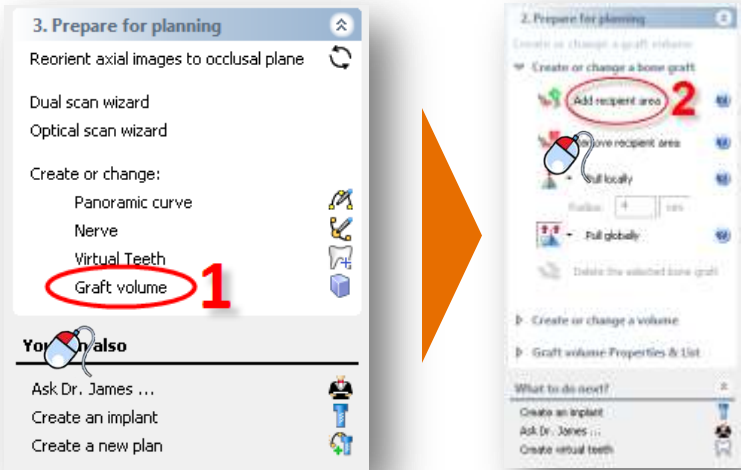 3. Prepare for planning
Reorient axial images to occlusal plane
Dual scan wizard
Optical scan wizard
Create or change:
Panoramic curve
Nerve
Virtual Teeth
Graft volume
1
You also
Ask Dr. James ...
Create an implant
Create a new plan
2. Prepare for planning
Create or change a graft volume
Create or change a bone graft
Add recipient area
2
recipient area
Pull locally
Radius: 4 mm
Pull globally
Delete the selected bone graft
Create or change a volume
Graft volume Properties & List
What to do next?
Create an implant
Ask Dr. James ...
Create virtual teeth